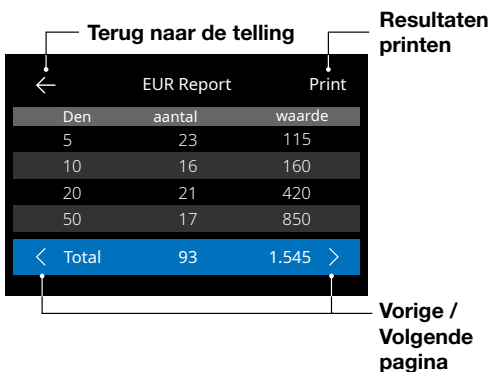 Terug naar de telling
Resultaten
printen
EUR Report Print
Den aantal waarde
5 23 115
10 16 160
20 21 420
50 17 850
Total 93 1.545
Vorige /
Volgende
pagina